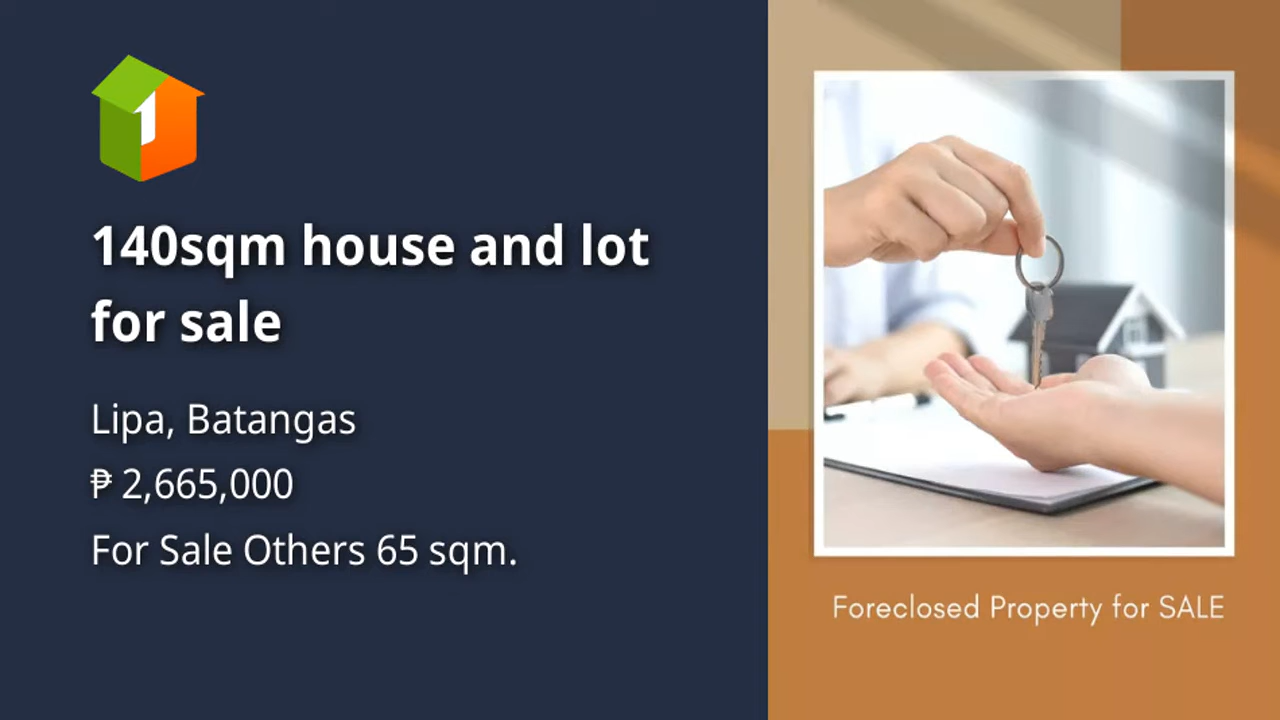 140sqm house and lot
for sale
Lipa, Batangas
₱ 2,665,000
For Sale Others 65 sqm.
Foreclosed Property for SALE